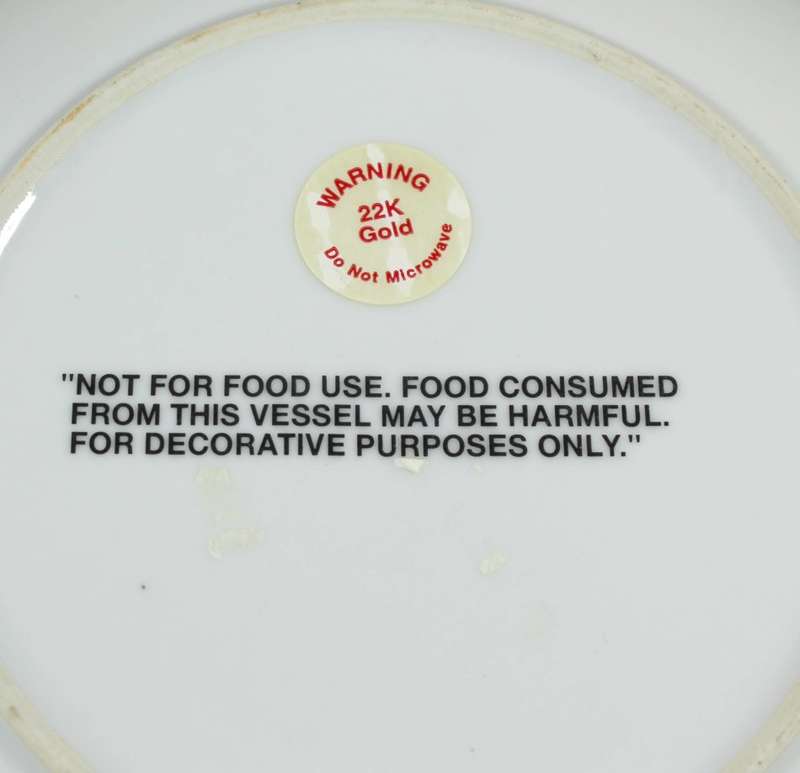 WARNING
22K
Gold
Do Not Microwave
"NOT FOR FOOD USE. FOOD CONSUMED
FROM THIS VESSEL MAY BE HARMFUL.
FOR DECORATIVE PURPOSES ONLY."